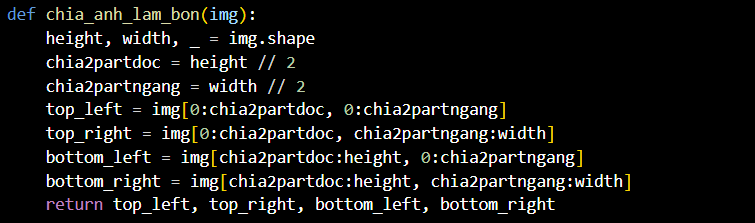 def chia_anh_lam_bon(img):
    height, width, _ = img.shape
    chia2partdoc = height // 2
    chia2partngang = width // 2
    top_left = img[0:chia2partdoc, 0:chia2partngang]
    top_right = img[0:chia2partdoc, chia2partngang:width]
    bottom_left = img[chia2partdoc:height, 0:chia2partngang]
    bottom_right = img[chia2partdoc:height, chia2partngang:width]
    return top_left, top_right, bottom_left, bottom_right